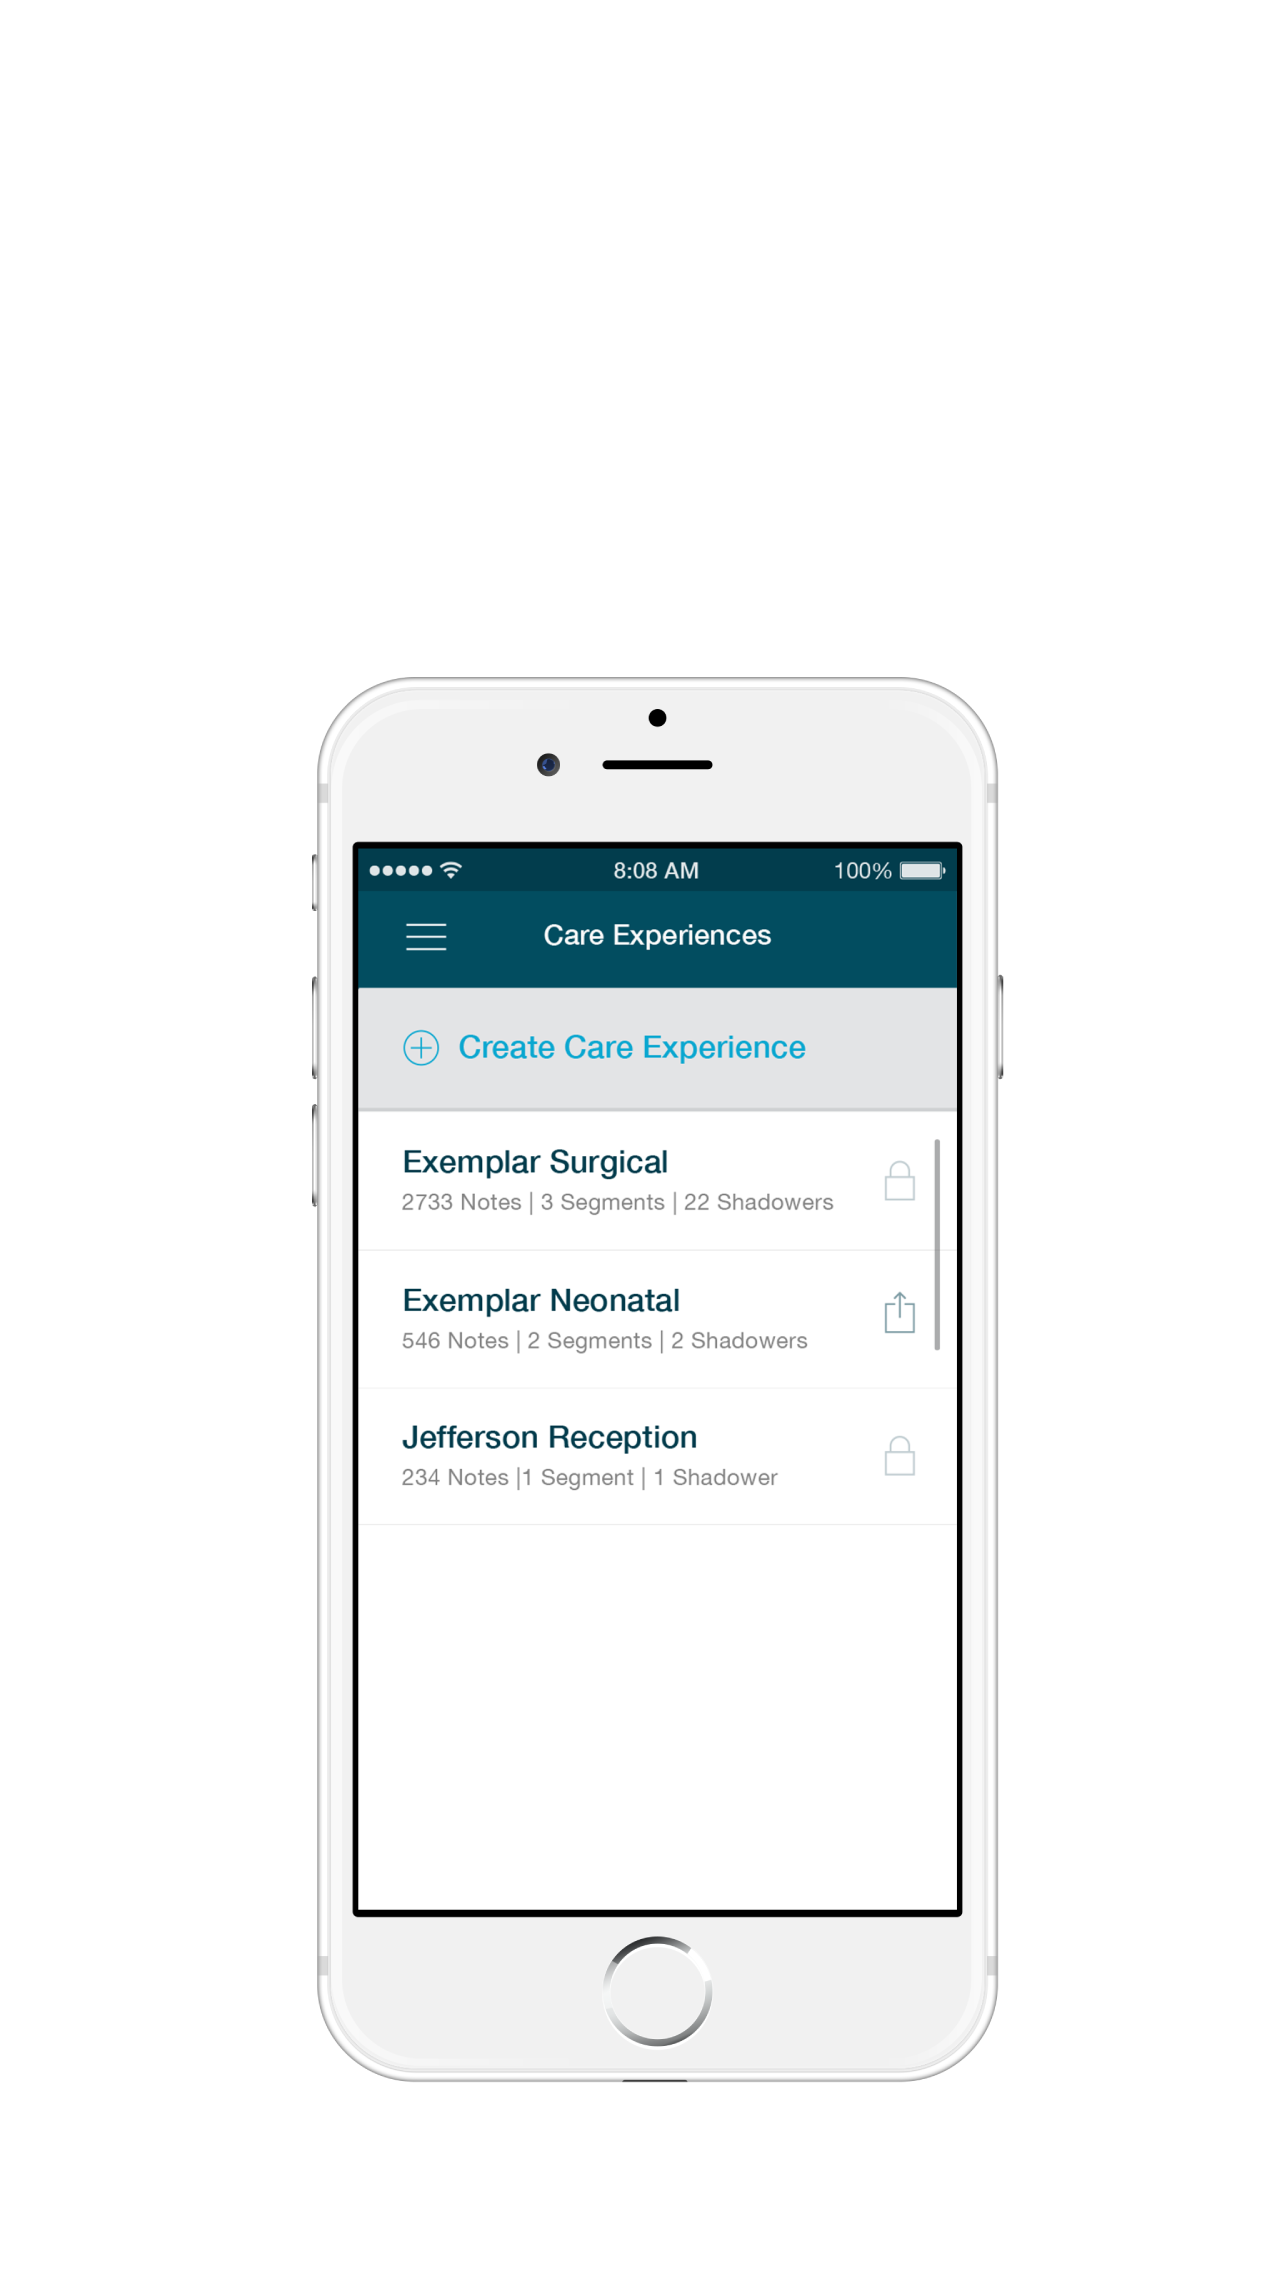 8:08 AM 100%
Care Experiences
Create Care Experience
Exemplar Surgical
2733 Notes | 3 Segments | 22 Shadowers
Exemplar Neonatal
546 Notes | 2 Segments | 2 Shadowers
Jefferson Reception
234 Notes |1 Segment | 1 Shadower